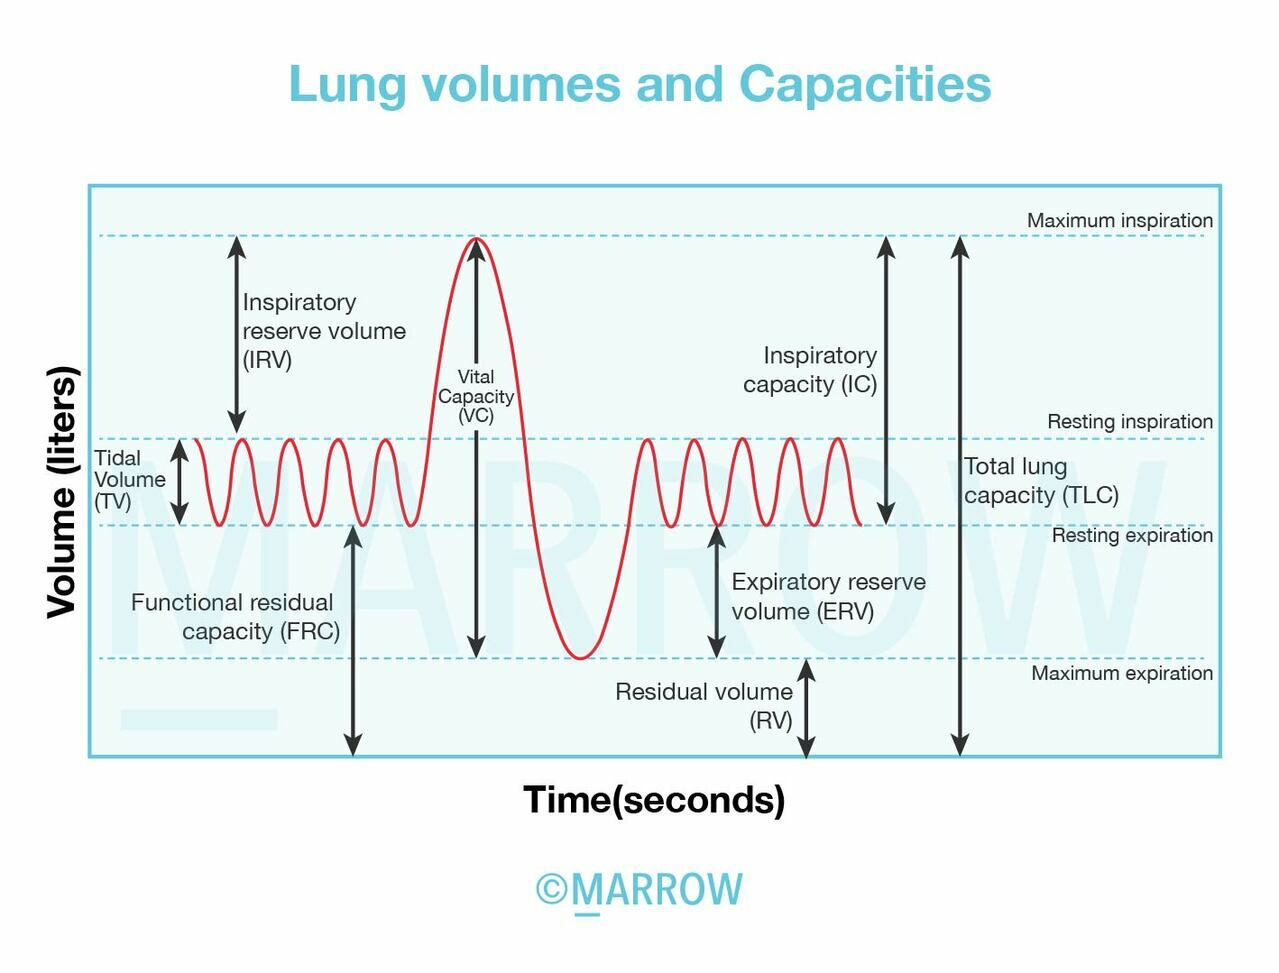 Lung volumes and Capacities
Maximum inspiration
Inspiratory
reserve volume
(IRV)
Vital
Capacity
(VC)
Inspiratory
capacity (IC)
Resting inspiration
Tidal
Volume
(TV)
Total lung
capacity (TLC)
Resting expiration
Functional residual
capacity (FRC)
Expiratory reserve
volume (ERV)
Maximum expiration
Residual volume
(RV)
Volume (liters)
Time(seconds)
MARROW
©MARROW